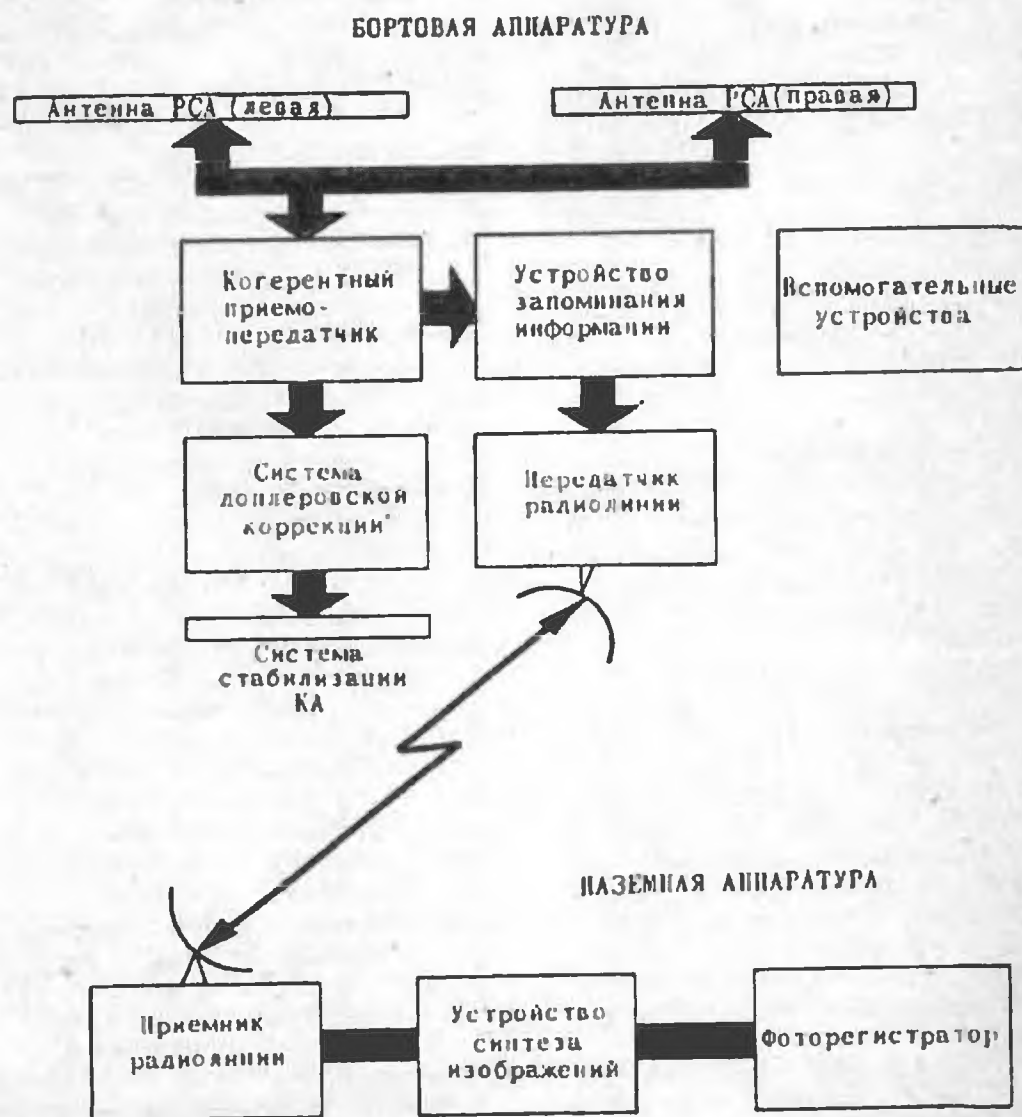 БОРТОВАЯ АППАРАТУРА
Антенна РСА (левая)
Антенна РСА (правая)
Когерентный
приемо-
передатчик
Устройство
запоминания
информации
Вспомогательные
устройства
Система
доплеровской
коррекции
Передатчик
радиолинии
Система
стабилизации
КА
НАЗЕМНАЯ АППАРАТУРА
Приемник
радиолинии
Устройство
синтеза
изображений
Фоторегистратор